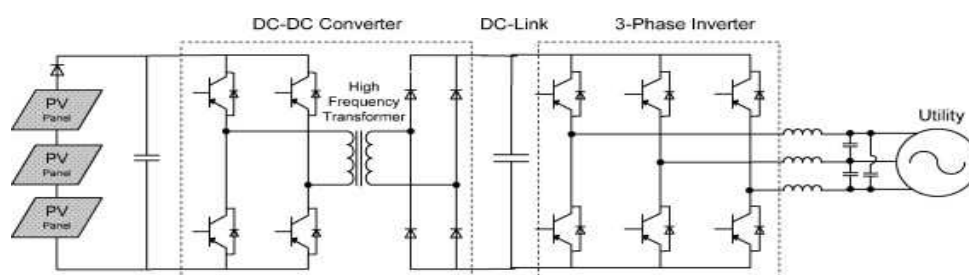 DC-DC Converter
DC-Link
3-Phase Inverter
High
Frequency
Transformer
Utility
PV
Panel
PV
Panel
PV
Panel